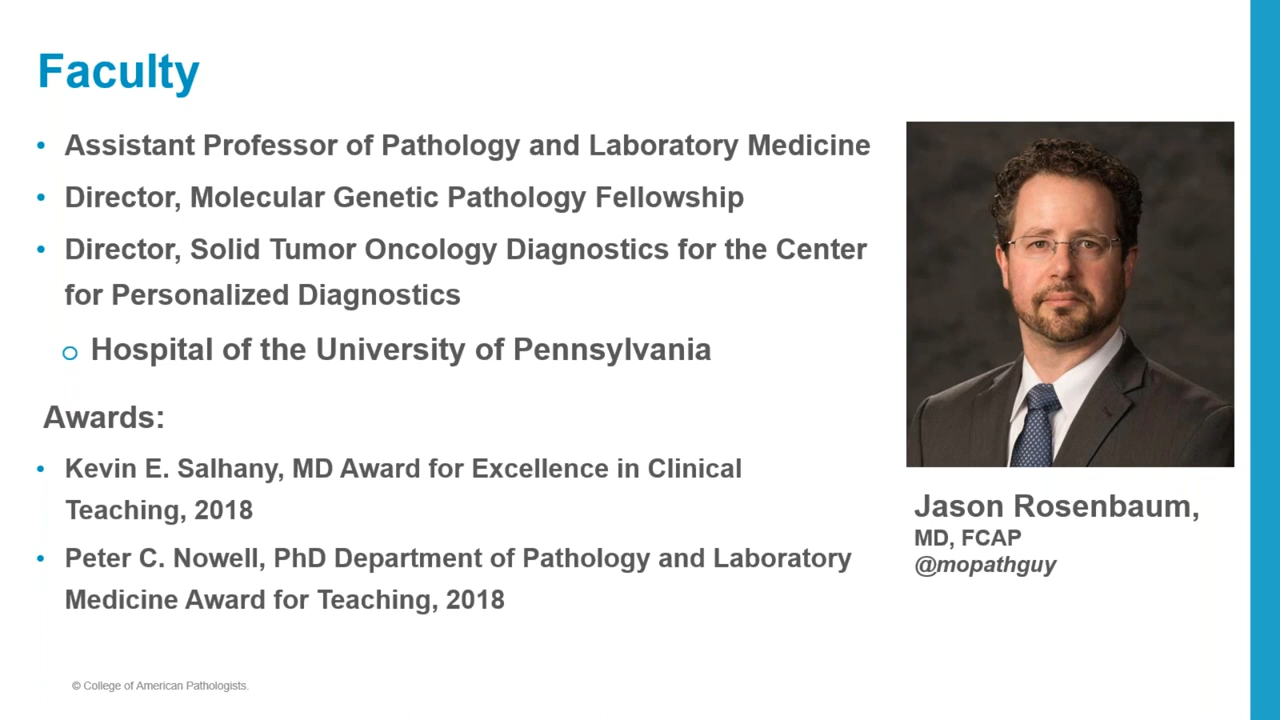 Faculty
• Assistant Professor of Pathology and Laboratory Medicine
• Director, Molecular Genetic Pathology Fellowship
• Director, Solid Tumor Oncology Diagnostics for the Center
for Personalized Diagnostics
o Hospital of the University of Pennsylvania
Awards:
• Kevin E. Salhany, MD Award for Excellence in Clinical
Teaching, 2018
• Peter C. Nowell, PhD Department of Pathology and Laboratory
Medicine Award for Teaching, 2018
Jason Rosenbaum,
MD, FCAP
@mopathguy
© College of American Pathologists.